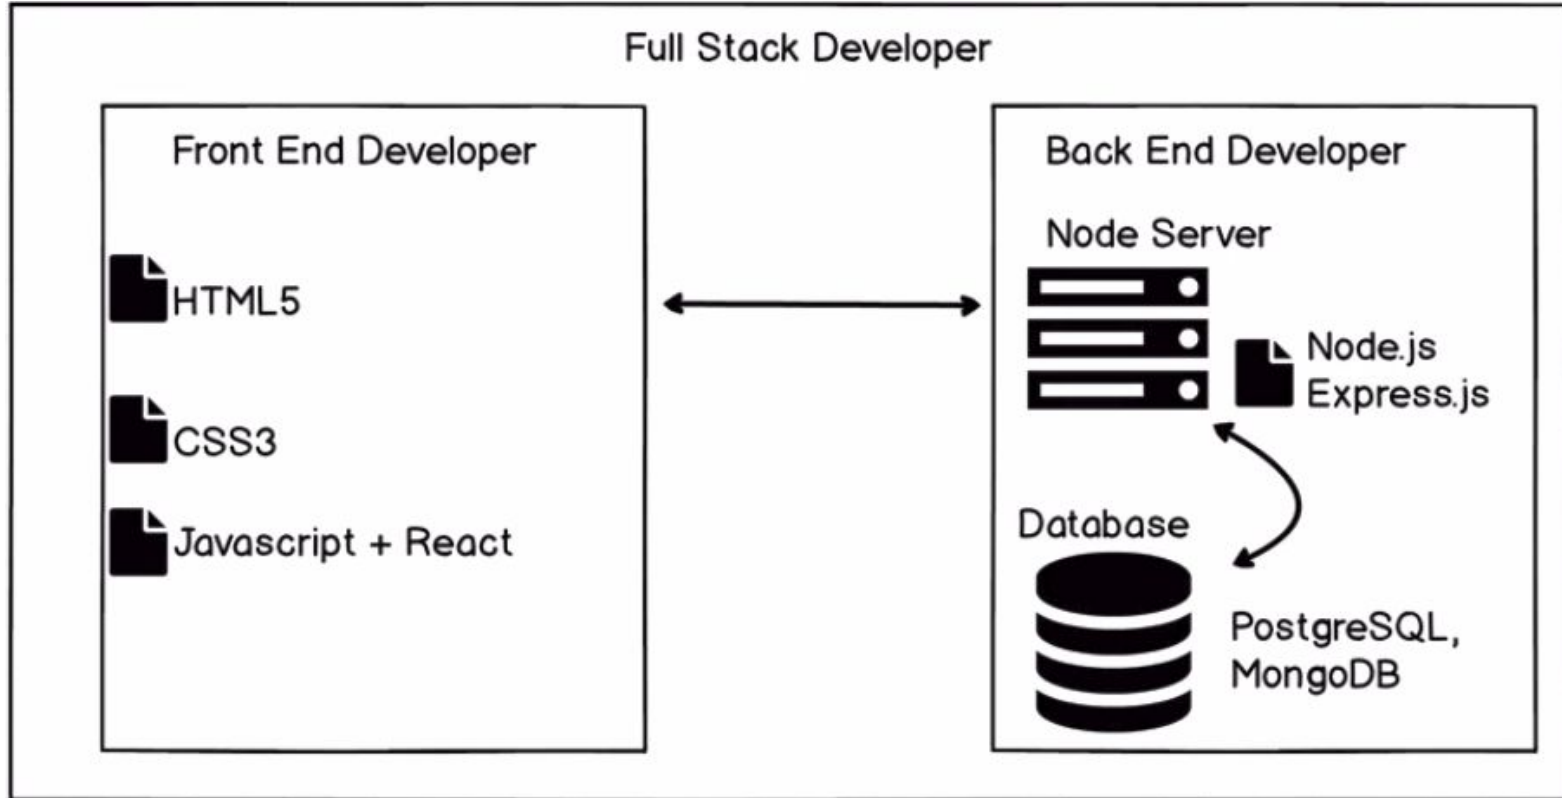 Full Stack Developer
Front End Developer
HTML5
CSS3
Javascript + React
Back End Developer
Node Server
Node.js
Express.js
Database
PostgreSQL,
MongoDB